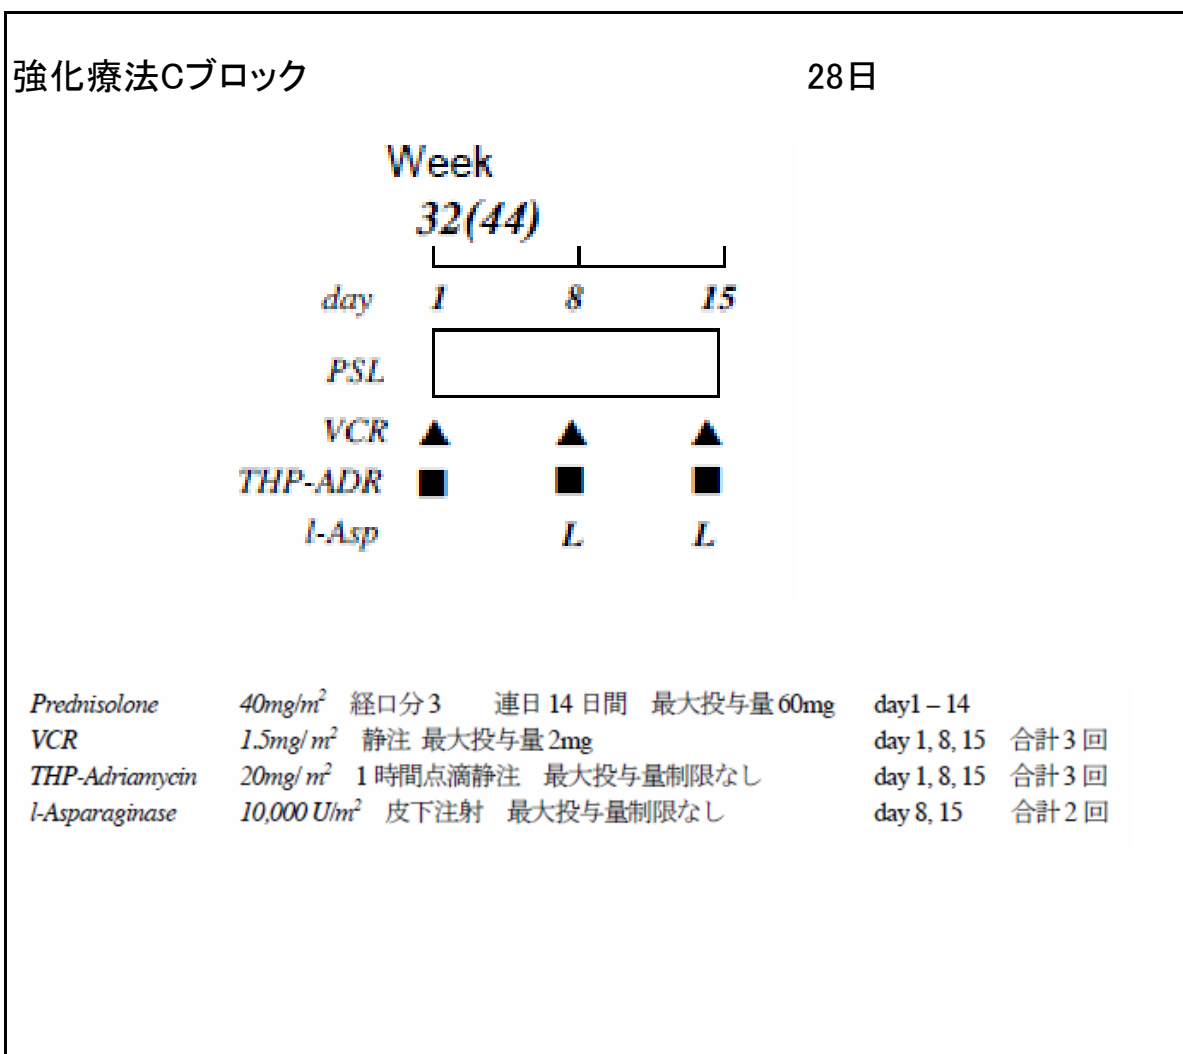 強化療法Cブロック 28日
Week
32(44)
day 1 8 15
PSL
VCR ▲ ▲ ▲
THP-ADR ■ ■ ■
l-Asp L L
Prednisolone 40mg/m² 経口分3 連日14日間 最大投与量60mg day1 – 14
VCR 1.5mg/ m² 静注 最大投与量2mg day 1, 8, 15 合計3回
THP-Adriamycin 20mg/ m² 1時間点滴静注 最大投与量制限なし day 1, 8, 15 合計3回
l-Asparaginase 10,000 U/m² 皮下注射 最大投与量制限なし day 8, 15 合計2回